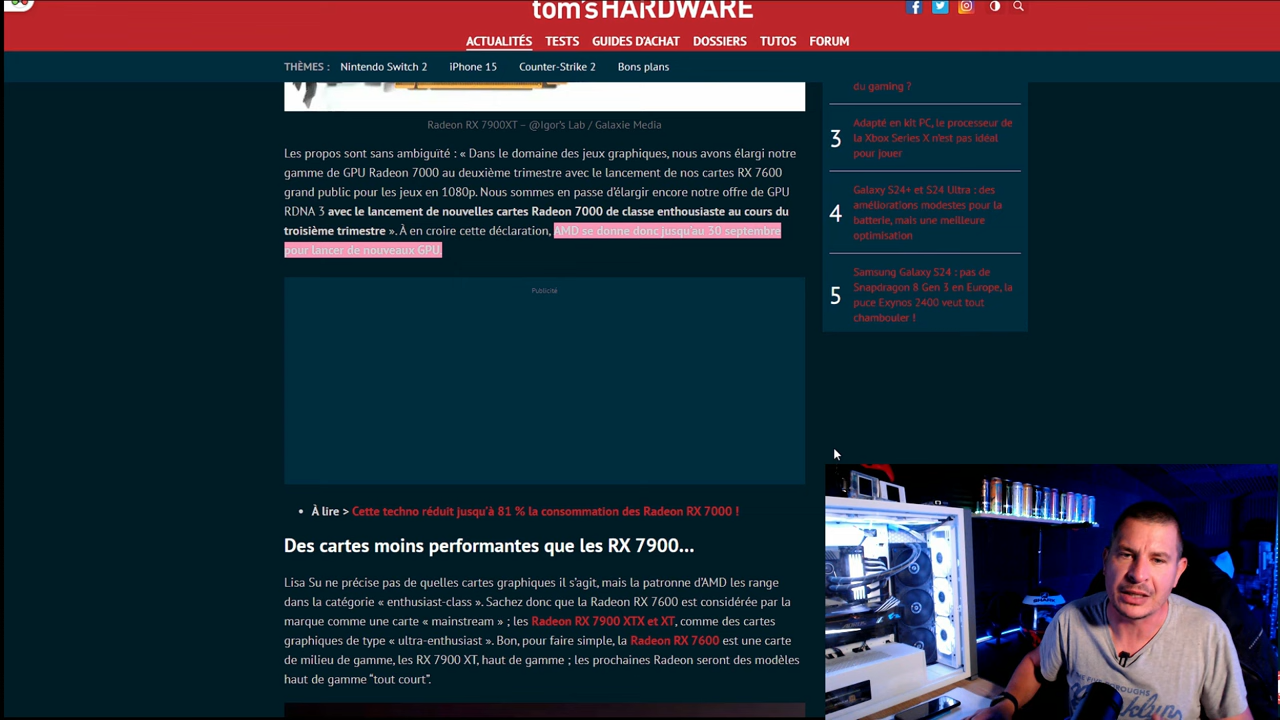 tom's HARDWARE
ACTUALITÉS TESTS GUIDES D'ACHAT DOSSIERS TUTOS FORUM
THÈMES : Nintendo Switch 2 iPhone 15 Counter-Strike 2 Bons plans
Radeon RX 7900XT – @Igor's Lab / Galaxie Media
Les propos sont sans ambiguïté : « Dans le domaine des jeux graphiques, nous avons élargi notre
gamme de GPU Radeon 7000 au deuxième trimestre avec le lancement de nos cartes RX 7600
grand public pour les jeux en 1080p. Nous sommes en passe d'élargir encore notre offre de GPU
RDNA 3 avec le lancement de nouvelles cartes Radeon 7000 de classe enthousiaste au cours du
troisième trimestre ». À en croire cette déclaration, AMD se donne donc jusqu'au 30 septembre
pour lancer de nouveaux GPU.
Publicité
À lire > Cette techno réduit jusqu'à 81 % la consommation des Radeon RX 7000 !
Des cartes moins performantes que les RX 7900…
Lisa Su ne précise pas de quelles cartes graphiques il s'agit, mais la patronne d'AMD les range
dans la catégorie « enthusiast-class ». Sachez donc que la Radeon RX 7600 est considérée par la
marque comme une carte « mainstream » ; les Radeon RX 7900 XTX et XT, comme des cartes
graphiques de type « ultra-enthusiast ». Bon, pour faire simple, la Radeon RX 7600 est une carte
de milieu de gamme, les RX 7900 XT, haut de gamme ; les prochaines Radeon seront des modèles
haut de gamme "tout court".
du gaming ?
3
Adapté en kit PC, le processeur de
la Xbox Series X n'est pas idéal
pour jouer
4
Galaxy S24+ et S24 Ultra : des
améliorations modestes pour la
batterie, mais une meilleure
optimisation
5
Samsung Galaxy S24 : pas de
Snapdragon 8 Gen 3 en Europe, la
puce Exynos 2400 veut tout
chambouler !